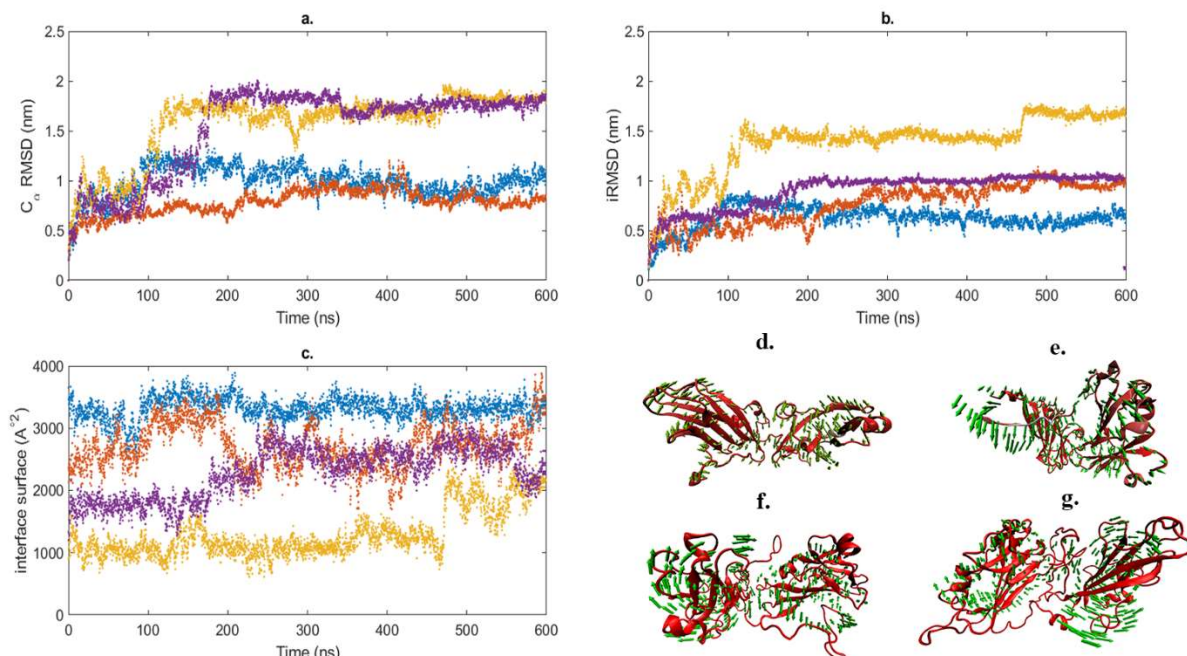 a.
2.5
2
1.5
1
0.5
0
C α RMSD (nm)
0 100 200 300 400 500 600
Time (ns)
b.
2.5
2
1.5
1
0.5
0
iRMSD (nm)
0 100 200 300 400 500 600
Time (ns)
c.
4000
3000
2000
1000
0
interface surface (A°2)
0 100 200 300 400 500 600
Time (ns)
d.
e.
f.
g.